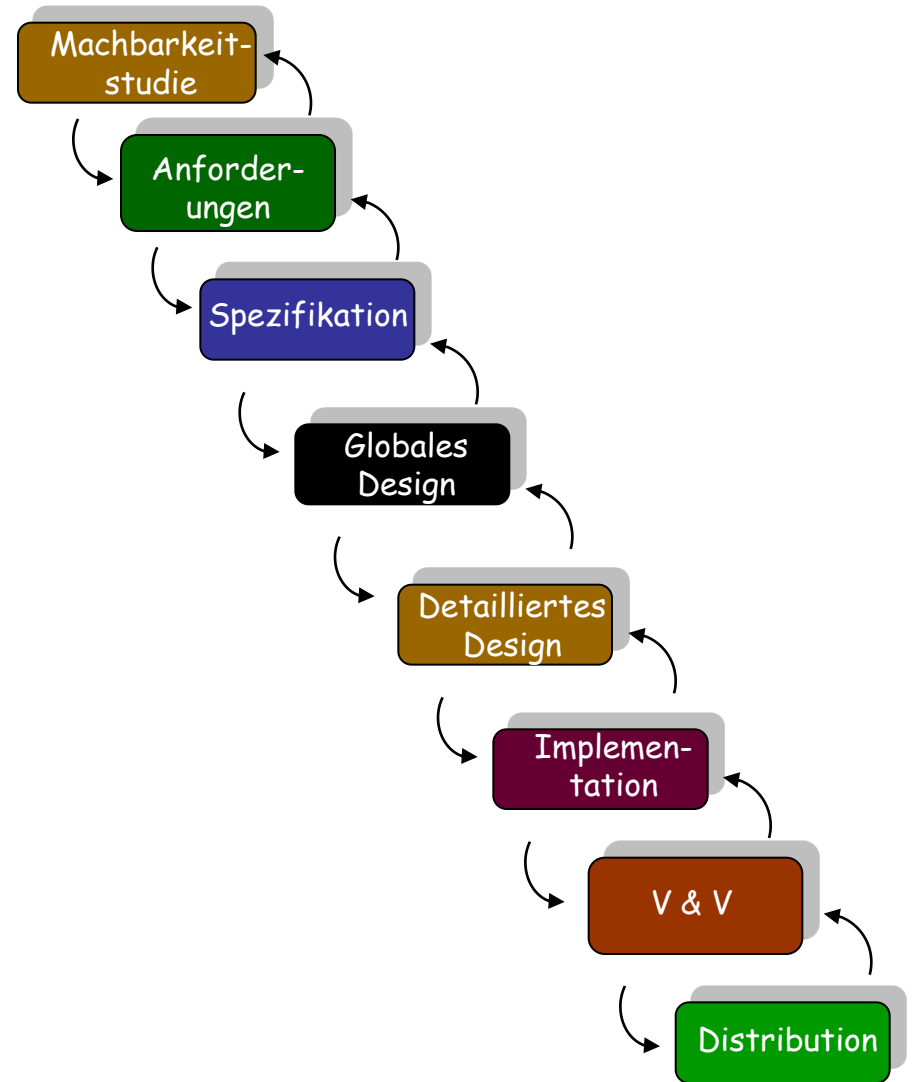 Machbarkeit-
studie
Anforder-
ungen
Spezifikation
Globales
Design
Detailliertes
Design
Implemen-
tation
V & V
Distribution